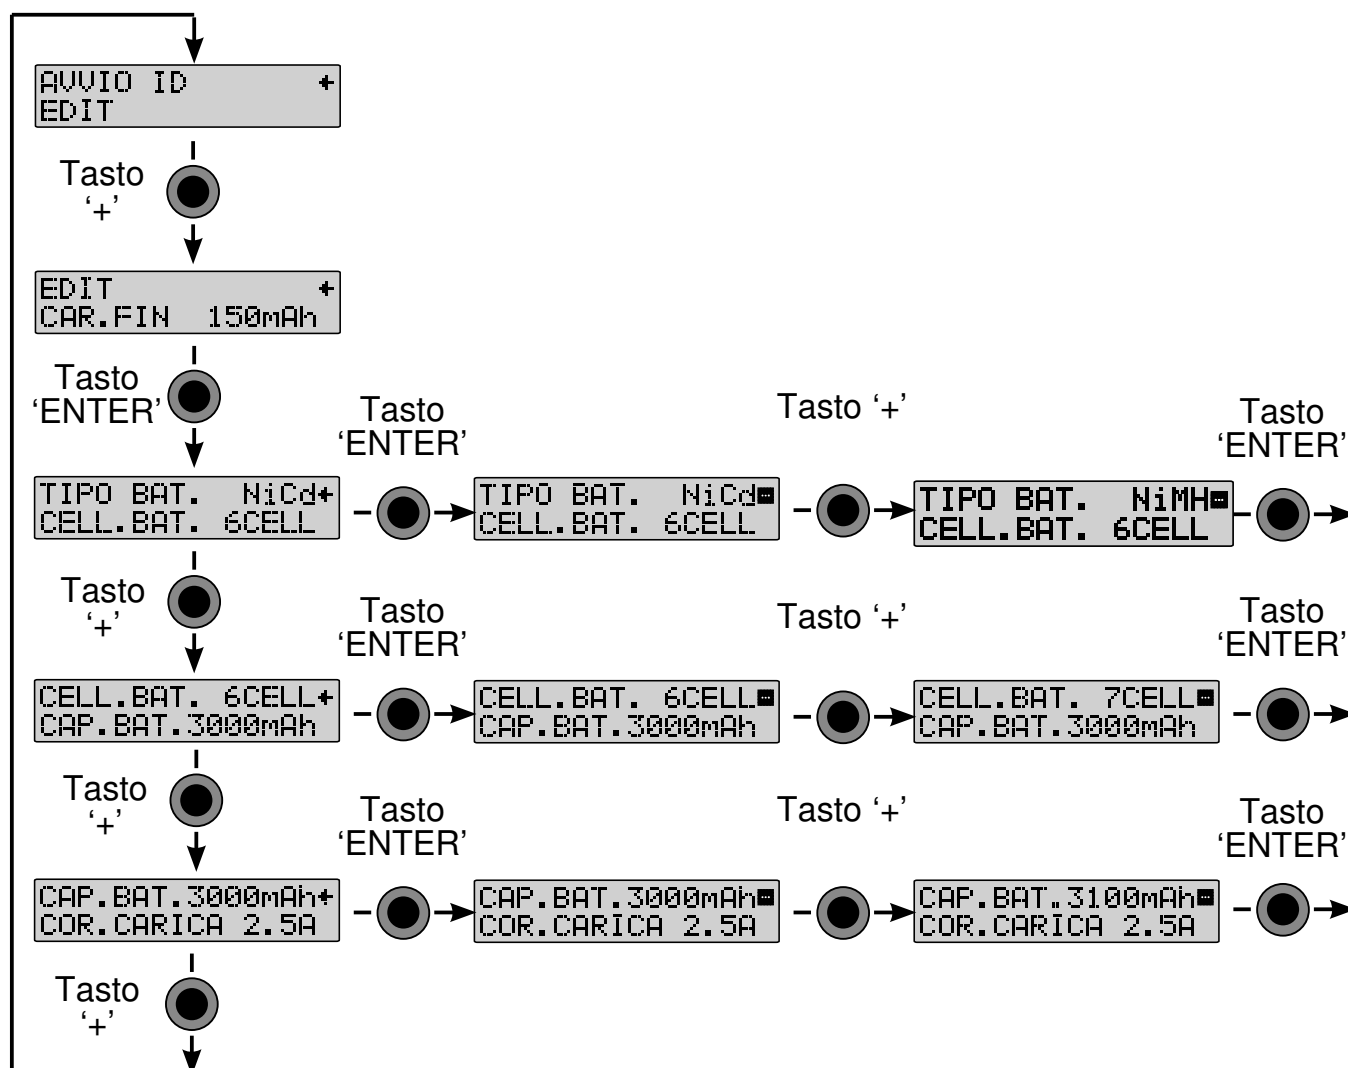 AVVIO ID
EDIT
Tasto
‘+’
EDIT
CAR.FIN 150mAh
Tasto
‘ENTER’
Tasto
‘ENTER’
Tasto ‘+’
Tasto
‘ENTER’
TIPO BAT. NiCd
CELL.BAT. 6CELL
TIPO BAT. NiCd
CELL.BAT. 6CELL
TIPO BAT. NiMH
CELL.BAT. 6CELL
Tasto
‘+’
Tasto
‘ENTER’
Tasto ‘+’
Tasto
‘ENTER’
CELL.BAT. 6CELL
CAP.BAT.3000mAh
CELL.BAT. 6CELL
CAP.BAT.3000mAh
CELL.BAT. 7CELL
CAP.BAT.3000mAh
Tasto
‘+’
Tasto
‘ENTER’
Tasto ‘+’
Tasto
‘ENTER’
CAP.BAT.3000mAh
COR.CARICA 2.5A
CAP.BAT.3000mAh
COR.CARICA 2.5A
CAP.BAT.3100mAh
COR.CARICA 2.5A
Tasto
‘+’